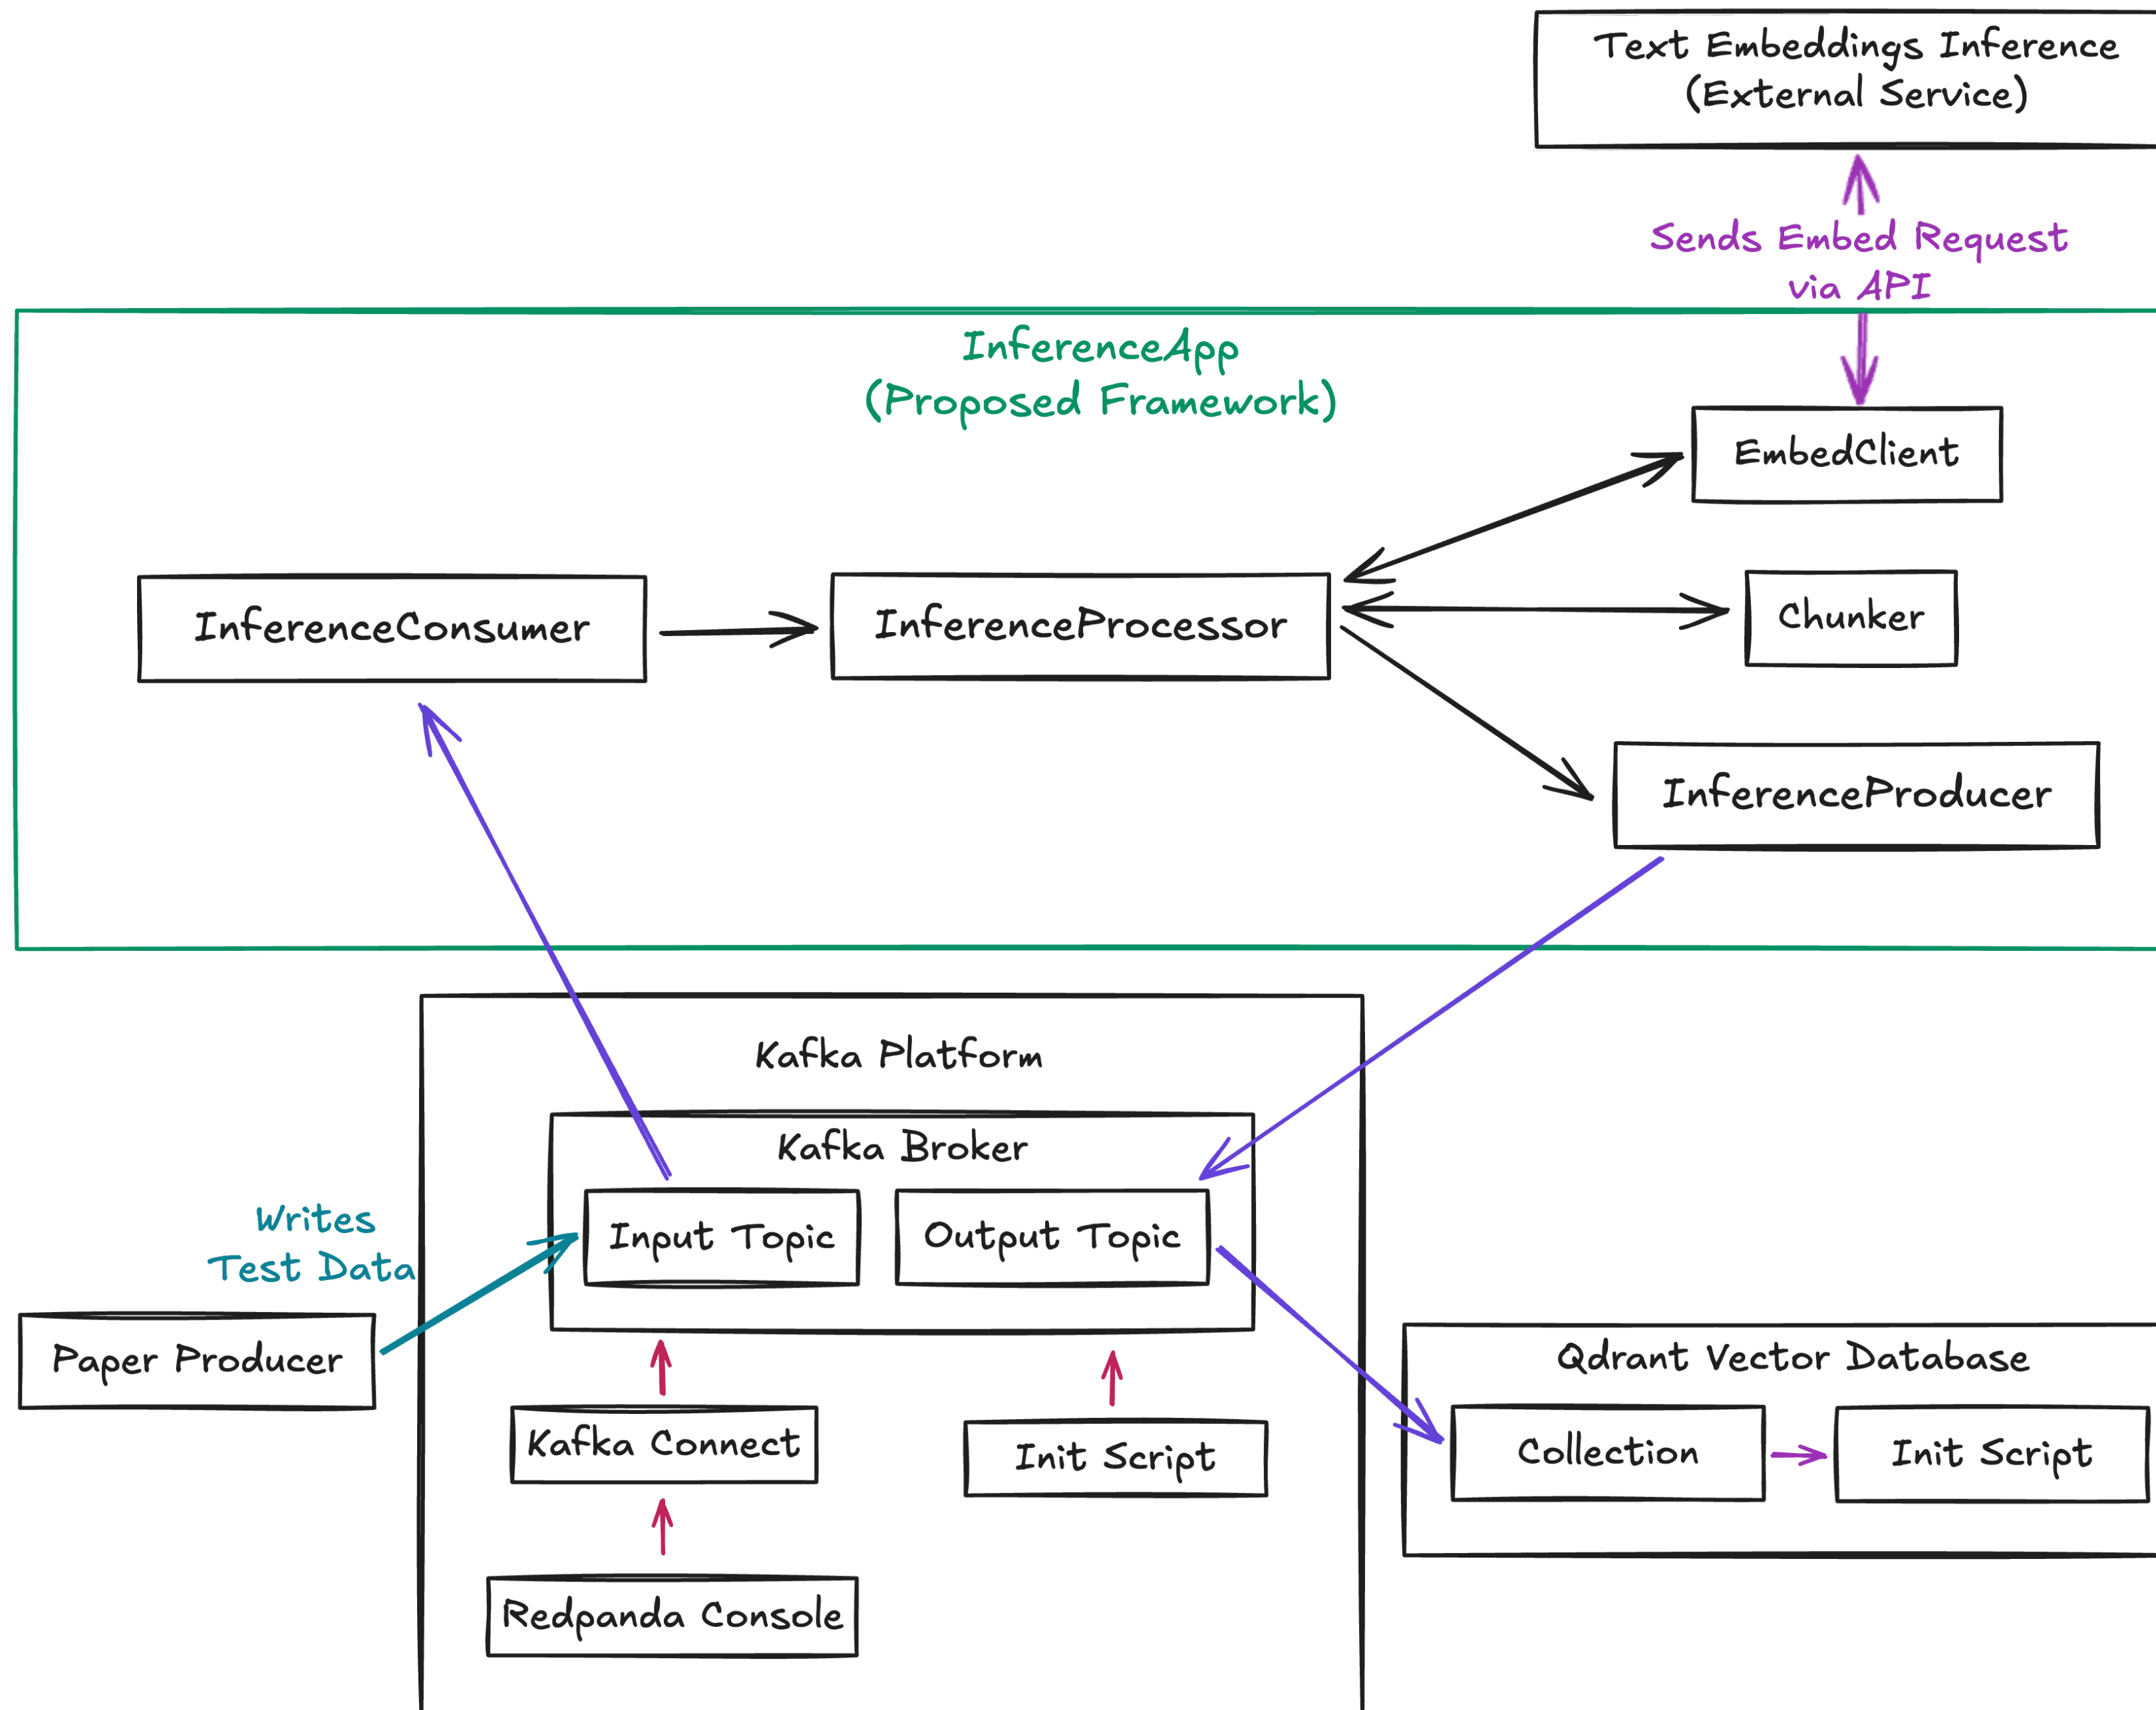 Text Embeddings Inference
(External Service)
Sends Embed Request
via API
InferenceApp
(Proposed Framework)
EmbedClient
InferenceConsumer
InferenceProcessor
Chunker
InferenceProducer
Kafka Platform
Kafka Broker
Input Topic
Output Topic
Writes
Test Data
Paper Producer
Kafka Connect
Init Script
Redpanda Console
Qdrant Vector Database
Collection
Init Script